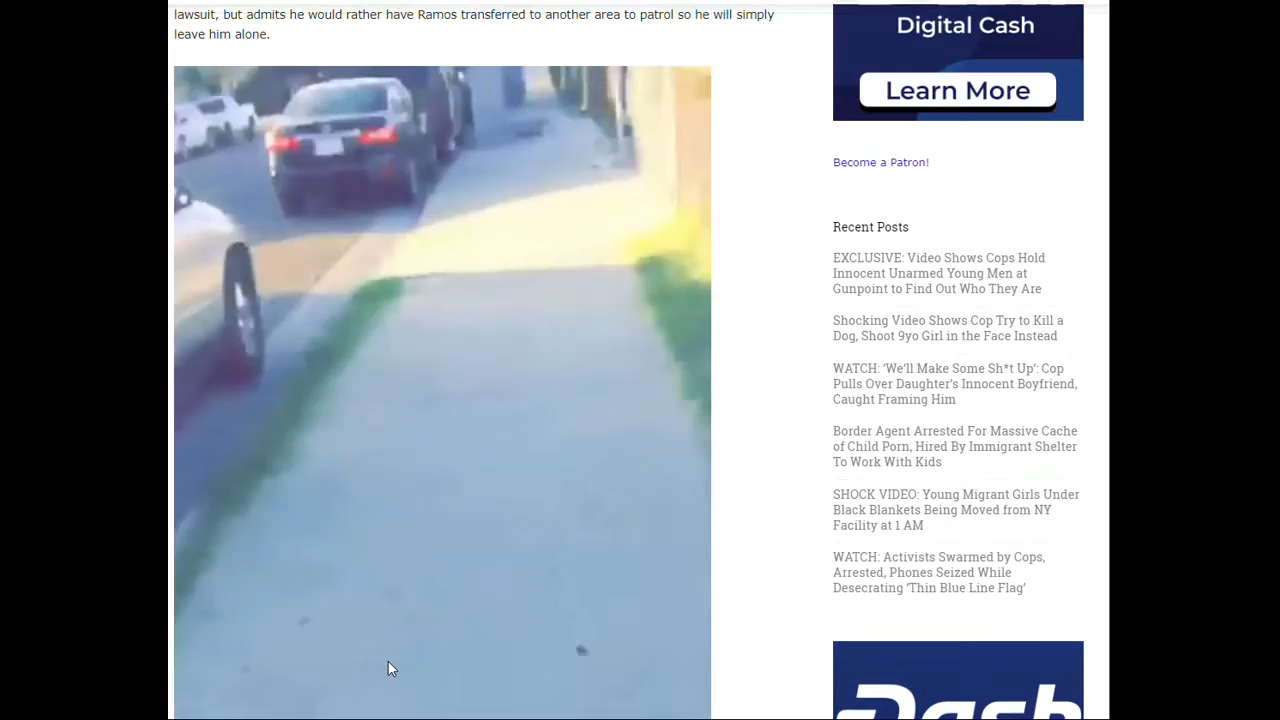 lawsuit, but admits he would rather have Ramos transferred to another area to patrol so he will simply
leave him alone.
Digital Cash
Learn More
Become a Patron!
Recent Posts
EXCLUSIVE: Video Shows Cops Hold
Innocent Unarmed Young Men at
Gunpoint to Find Out Who They Are
Shocking Video Shows Cop Try to Kill a
Dog, Shoot 9yo Girl in the Face Instead
WATCH: ‘We’ll Make Some Sh*t Up’: Cop
Pulls Over Daughter’s Innocent Boyfriend,
Caught Framing Him
Border Agent Arrested For Massive Cache
of Child Porn, Hired By Immigrant Shelter
To Work With Kids
SHOCK VIDEO: Young Migrant Girls Under
Black Blankets Being Moved from NY
Facility at 1 AM
WATCH: Activists Swarmed by Cops,
Arrested, Phones Seized While
Desecrating ‘Thin Blue Line Flag’
Dash